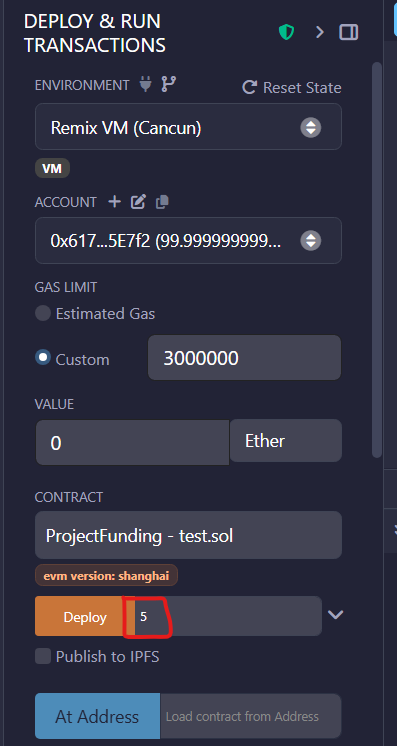 DEPLOY & RUN
TRANSACTIONS
ENVIRONMENT
Reset State
Remix VM (Cancun)
VM
ACCOUNT
0x617...5E7f2 (99.999999999...
GAS LIMIT
Estimated Gas
Custom
3000000
VALUE
0
Ether
CONTRACT
ProjectFunding - test.sol
evm version: shanghai
Deploy
5
Publish to IPFS
At Address
Load contract from Address